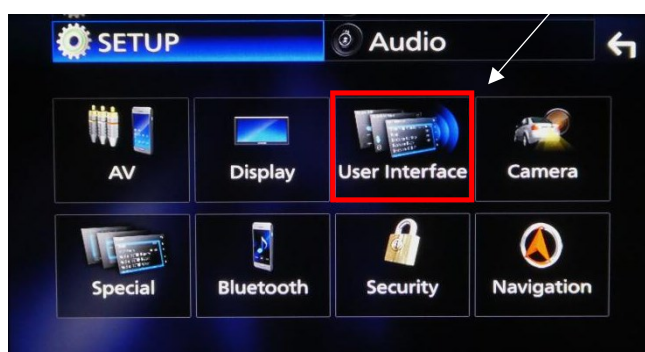 SETUP Audio
AV Display User Interface Camera
Special Bluetooth Security Navigation